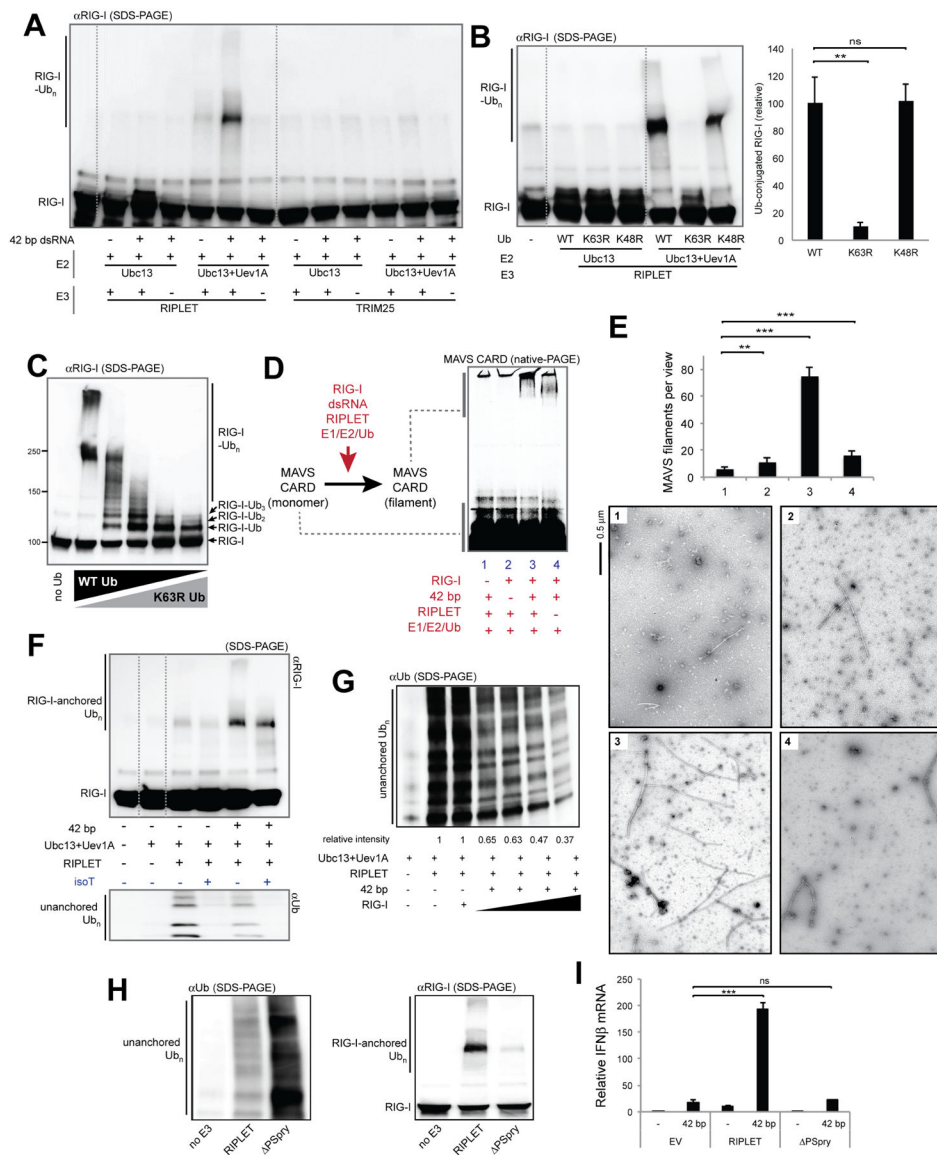 A
αRIG-I (SDS-PAGE)
RIG-I
-Ubn
RIG-I
42 bp dsRNA - + + - + + - + + - + +
E2 + + + + + + + + + + + +
Ubc13 Ubc13+Uev1A Ubc13 Ubc13+Uev1A
E3 + + - + + - + + - + + -
RIPLET TRIM25
B
αRIG-I (SDS-PAGE)
RIG-I
-Ubn
RIG-I
Ub - WT K63R K48R WT K63R K48R
E2 + + + + + +
Ubc13 Ubc13+Uev1A
E3 RIPLET
Ub-conjugated RIG-I (relative)
140
120
100
80
60
40
20
0
ns
**
WT K63R K48R
C
αRIG-I (SDS-PAGE)
250
150
100
RIG-I
-Ubn
RIG-I-Ub3
RIG-I-Ub2
RIG-I-Ub
RIG-I
no Ub
WT Ub
K63R Ub
D
MAVS CARD (native-PAGE)
RIG-I
dsRNA
RIPLET
E1/E2/Ub
MAVS
CARD
(monomer)
MAVS
CARD
(filament)
1 2 3 4
RIG-I - + + +
42 bp + - + +
RIPLET + + + -
E1/E2/Ub + + + +
E
MAVS filaments per view
100
80
60
40
20
0
***
***
**
1 2 3 4
0.5 μm
1
2
3
4
F
(SDS-PAGE)
αRIG-I
RIG-I-anchored
Ubn
RIG-I
42 bp - - - - + +
Ubc13+Uev1A - + + + + +
RIPLET - - + + + +
isoT - - - + - +
unanchored
Ubn
αUb
G
αUb (SDS-PAGE)
unanchored Ubn
relative intensity 1 1 0.65 0.63 0.47 0.37
Ubc13+Uev1A + + + + + + +
RIPLET - + + + + + +
42 bp - - - + + + +
RIG-I - - +
H
αUb (SDS-PAGE)
unanchored
Ubn
no E3
RIPLET
ΔPSpry
αRIG-I (SDS-PAGE)
RIG-I-anchored
Ubn
RIG-I
no E3
RIPLET
ΔPSpry
I
Relative IFNβ mRNA
250
200
150
100
50
0
ns
***
- 42 bp - 42 bp - 42 bp
EV RIPLET ΔPSpry